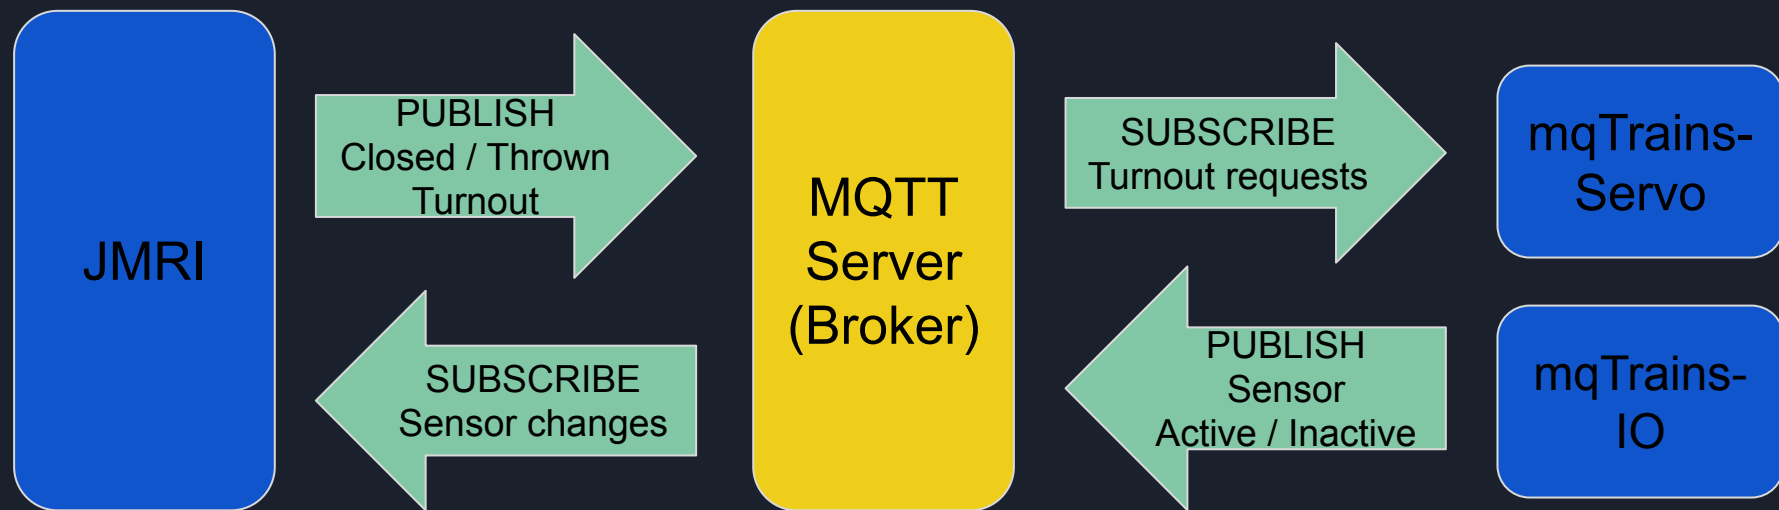 JMRI
PUBLISH
Closed / Thrown
Turnout
SUBSCRIBE
Sensor changes
MQTT
Server
(Broker)
SUBSCRIBE
Turnout requests
PUBLISH
Sensor
Active / Inactive
mqTrains-
Servo
mqTrains-
IO